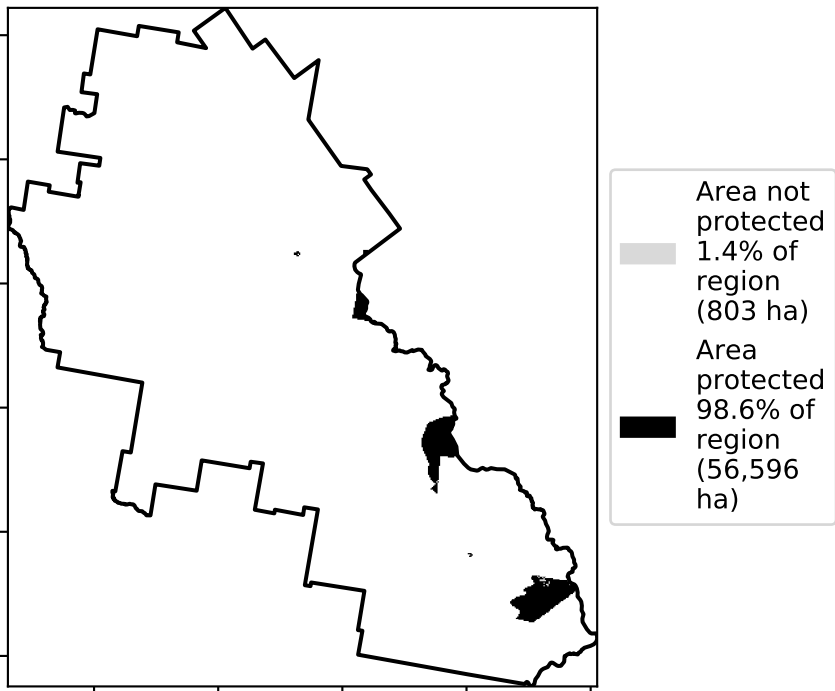 Area not
protected
1.4% of
region
(803 ha)
Area
protected
98.6% of
region
(56,596
ha)